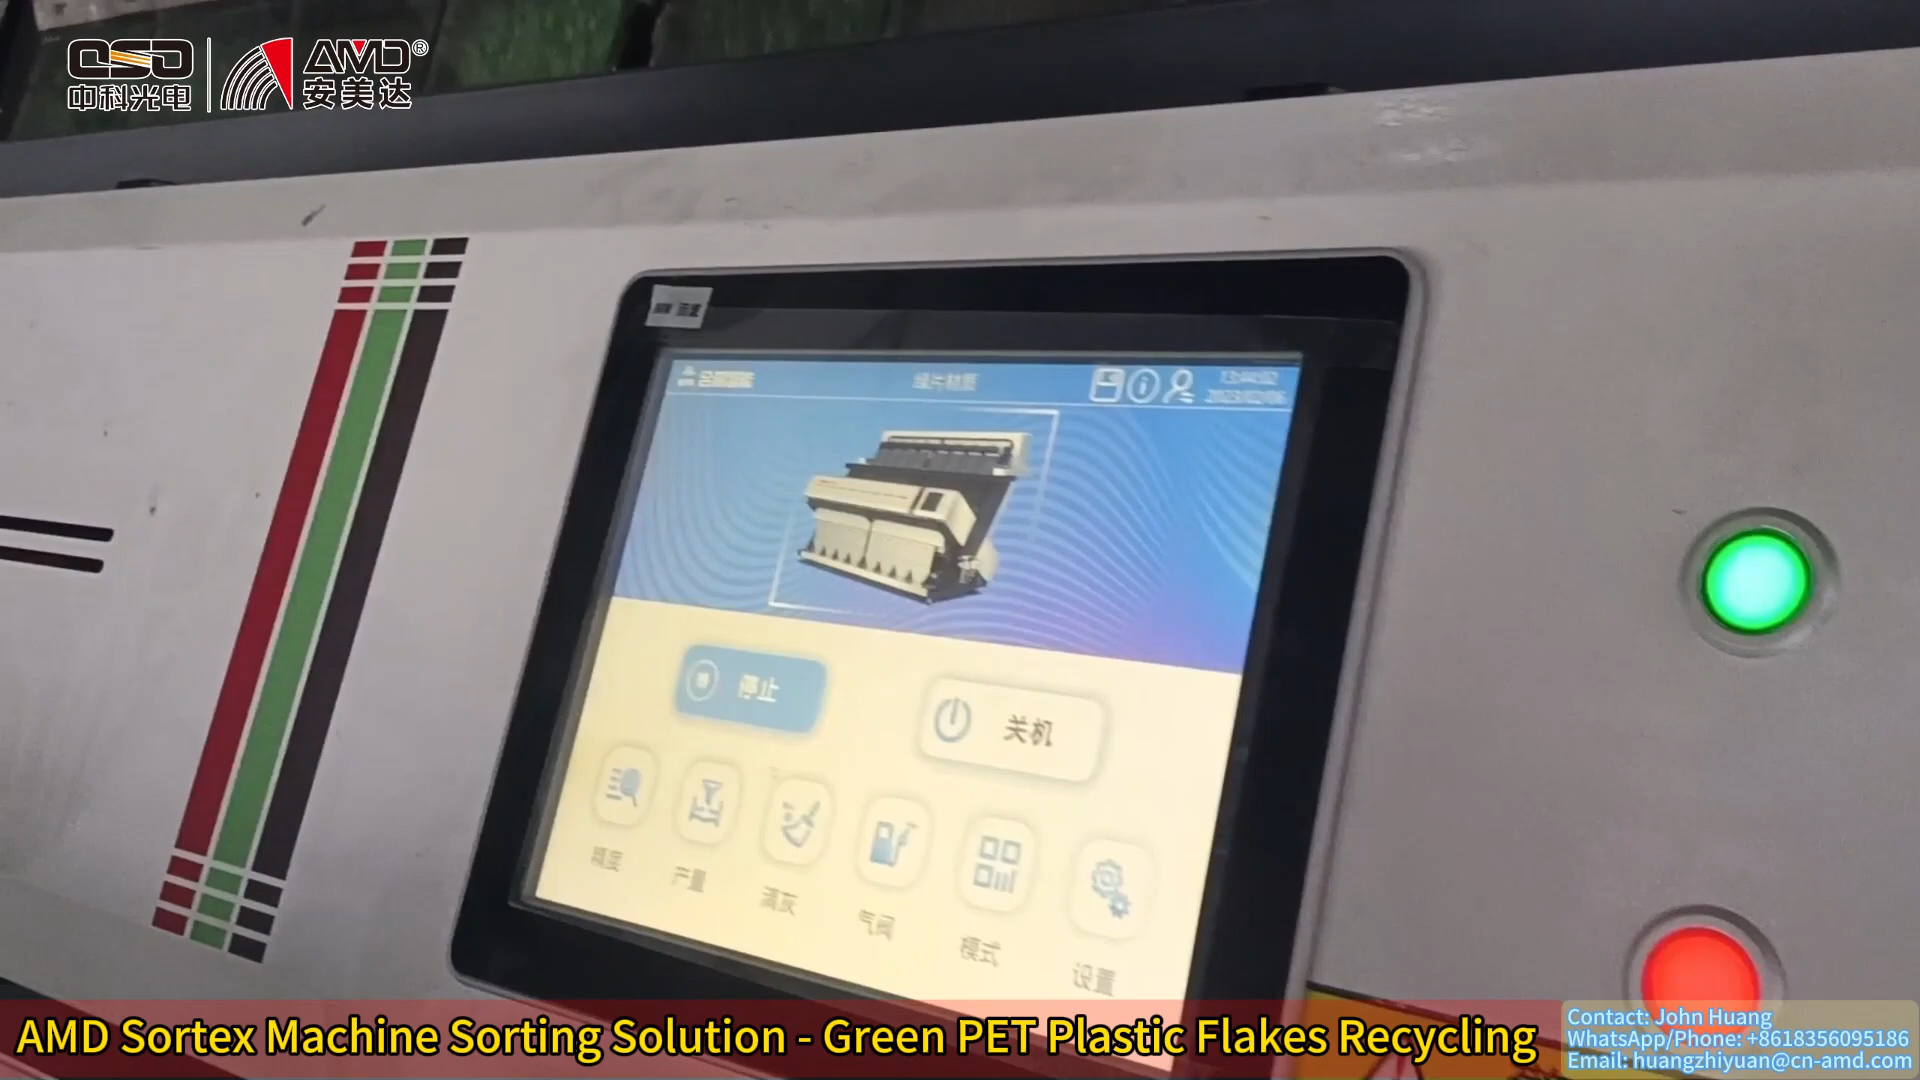 CSD
中科光电
AMD®
安美达
停止
关机
产量
清灰
气阀
模式
设置
AMD Sortex Machine Sorting Solution - Green PET Plastic Flakes Recycling
Contact: John Huang
WhatsApp/Phone: +8618356095186
Email: huangzhiyuan@cn-amd.com